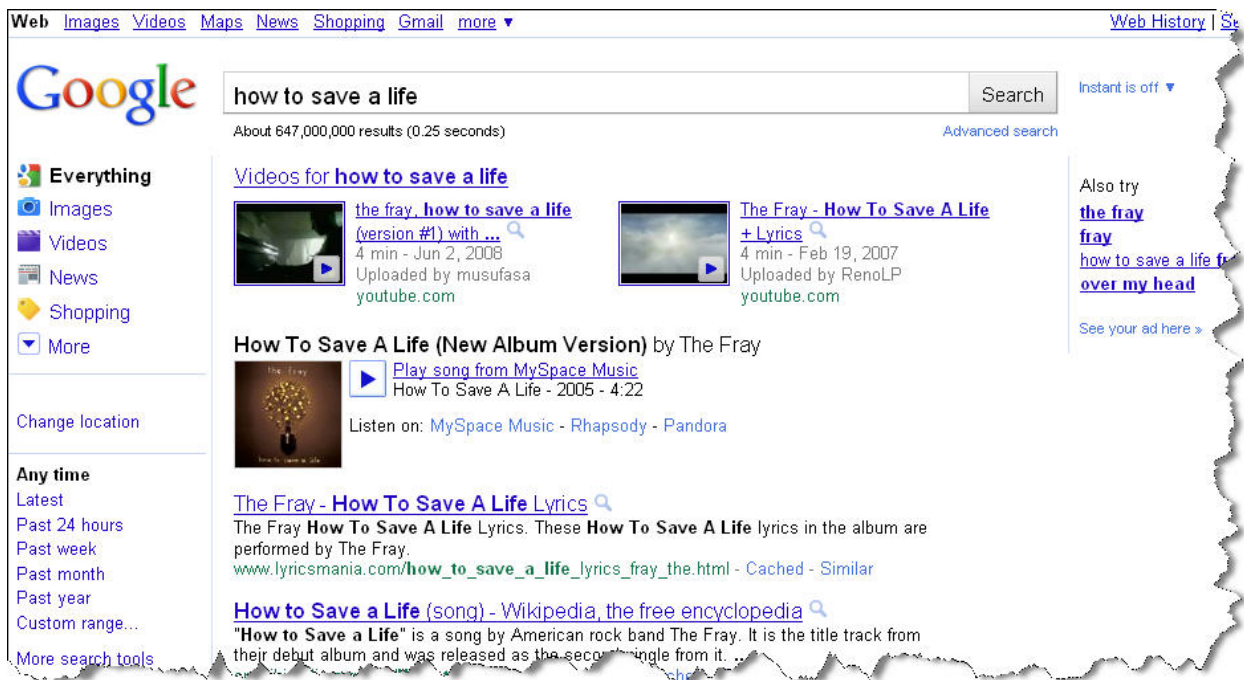 Web Images Videos Maps News Shopping Gmail more ▼
Web History |
Google
how to save a life
Search
Instant is off ▼
About 647,000,000 results (0.25 seconds)
Advanced search
Everything
Images
Videos
News
Shopping
More
Change location
Any time
Latest
Past 24 hours
Past week
Past month
Past year
Custom range...
More search tools
Videos for how to save a life
the fray, how to save a life
(version #1) with ...
4 min - Jun 2, 2008
Uploaded by musufasa
youtube.com
The Fray - How To Save A Life
+ Lyrics
4 min - Feb 19, 2007
Uploaded by RenoLP
youtube.com
How To Save A Life (New Album Version) by The Fray
the fray
how to save a life
Play song from MySpace Music
How To Save A Life - 2005 - 4:22
Listen on: MySpace Music - Rhapsody - Pandora
The Fray - How To Save A Life Lyrics
The Fray How To Save A Life Lyrics. These How To Save A Life lyrics in the album are
performed by The Fray.
www.lyricsmania.com/how_to_save_a_life_lyrics_fray_the.html - Cached - Similar
How to Save a Life (song) - Wikipedia, the free encyclopedia
"How to Save a Life" is a song by American rock band The Fray. It is the title track from
their debut album and was released as the second single from it. ...
Also try
the fray
fray
how to save a life
over my head
See your ad here »